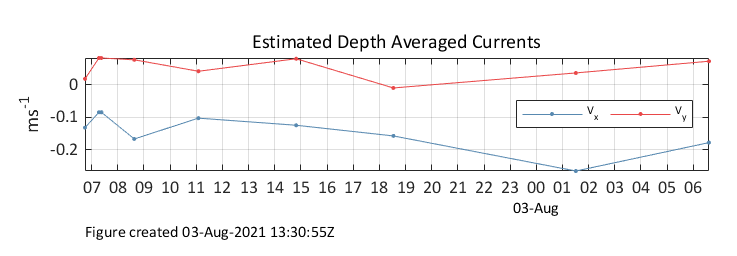 Estimated Depth Averaged Currents
ms-1
0
-0.1
-0.2
Vx Vy
07 08 09 10 11 12 13 14 15 16 17 18 19 20 21 22 23 00 01 02 03 04 05 06
03-Aug
Figure created 03-Aug-2021 13:30:55Z